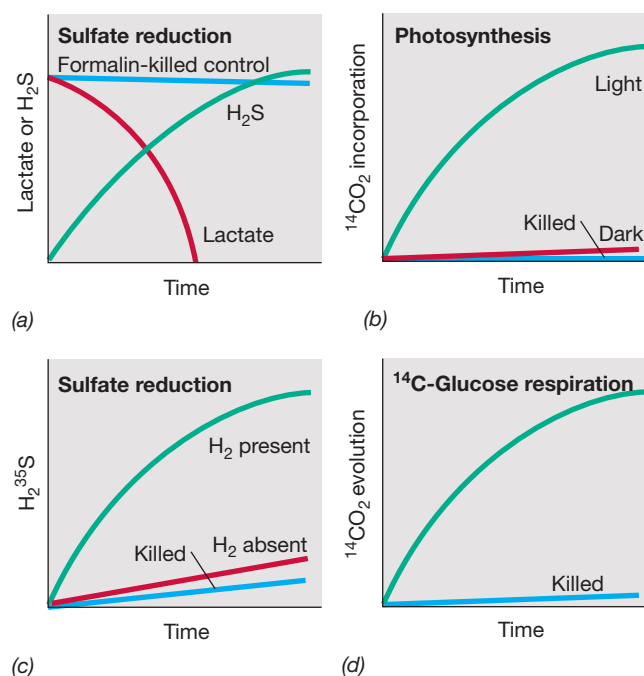 Sulfate reduction
Formalin-killed control
H₂S
Lactate
Lactate or H₂S
Time
(a)
Photosynthesis
Light
Killed
Dark
¹⁴CO₂ incorporation
Time
(b)
Sulfate reduction
H₂ present
Killed
H₂ absent
H₂³⁵S
Time
(c)
¹⁴C-Glucose respiration
Killed
¹⁴CO₂ evolution
Time
(d)